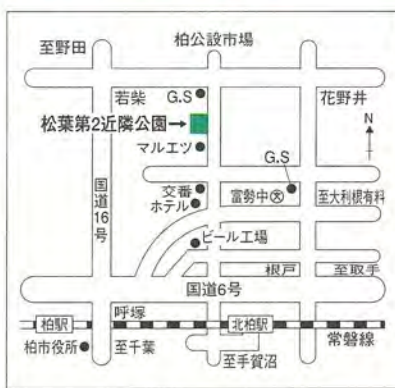 柏公設市場
至野田
若柴
G.S
花野井
松葉第2近隣公園→
N
マルエツ
G.S
国道16号
交番
ホテル
富勢中㊛
至大利根有料
ビール工場
根戸
至取手
国道6号
呼塚
柏駅
北柏駅
柏市役所
至千葉
常磐線
至手賀沼